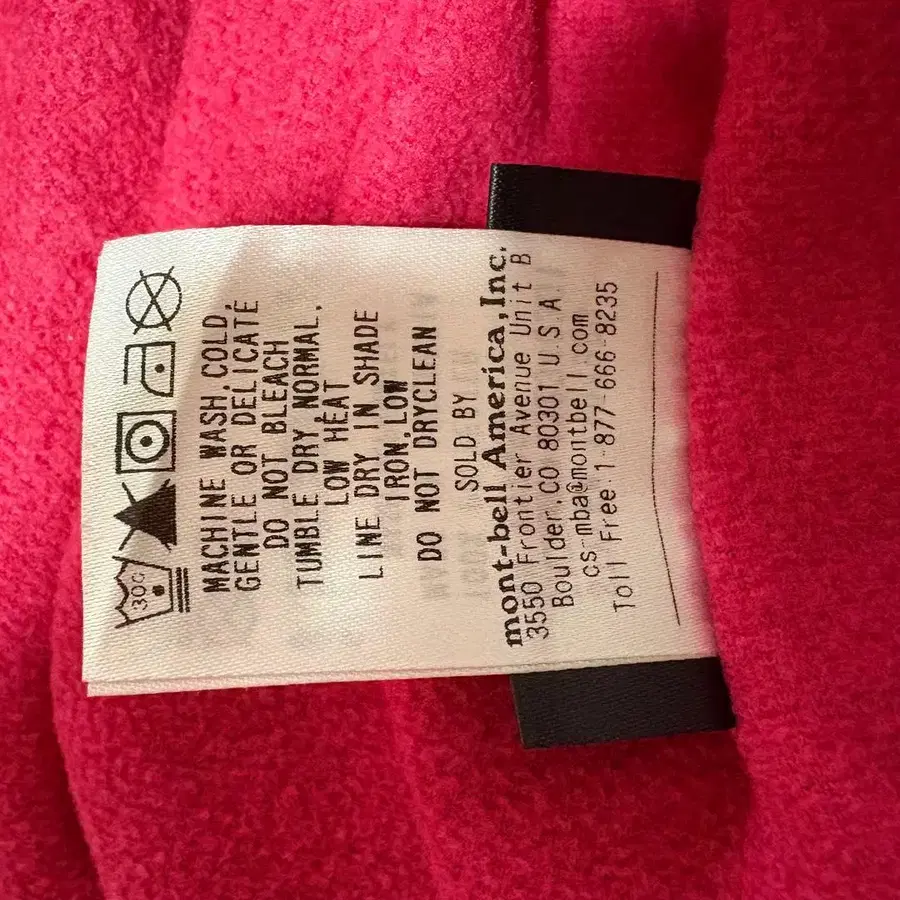 30C
MACHINE WASH,COLD,
GENTLE OR DELICATE
DO NOT BLEACH
TUMBLE DRY,NORMAL,
LOW HEAT
LINE DRY IN SHADE
IRON,LOW
DO NOT DRYCLEAN
SOLD BY
mont-bell America,Inc.
3550 Frontier Avenue Unit B
Boulder,CO 80301 U.S.A.
cs-mba@montbell.com
Toll Free:1-877-666-8235